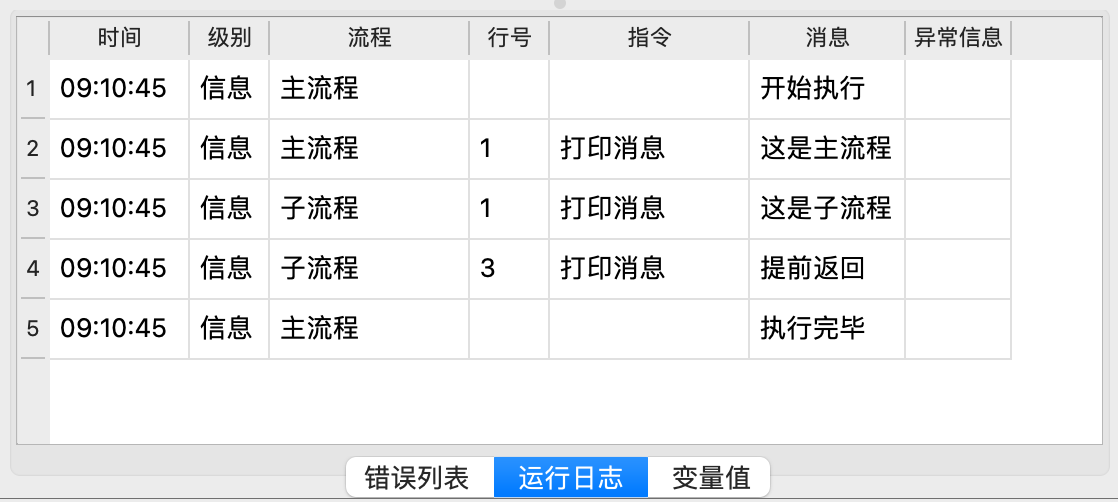 时间 级别 流程 行号 指令 消息 异常信息
1 09:10:45 信息 主流程 开始执行
2 09:10:45 信息 主流程 1 打印消息 这是主流程
3 09:10:45 信息 子流程 1 打印消息 这是子流程
4 09:10:45 信息 子流程 3 打印消息 提前返回
5 09:10:45 信息 主流程 执行完毕
错误列表 运行日志 变量值